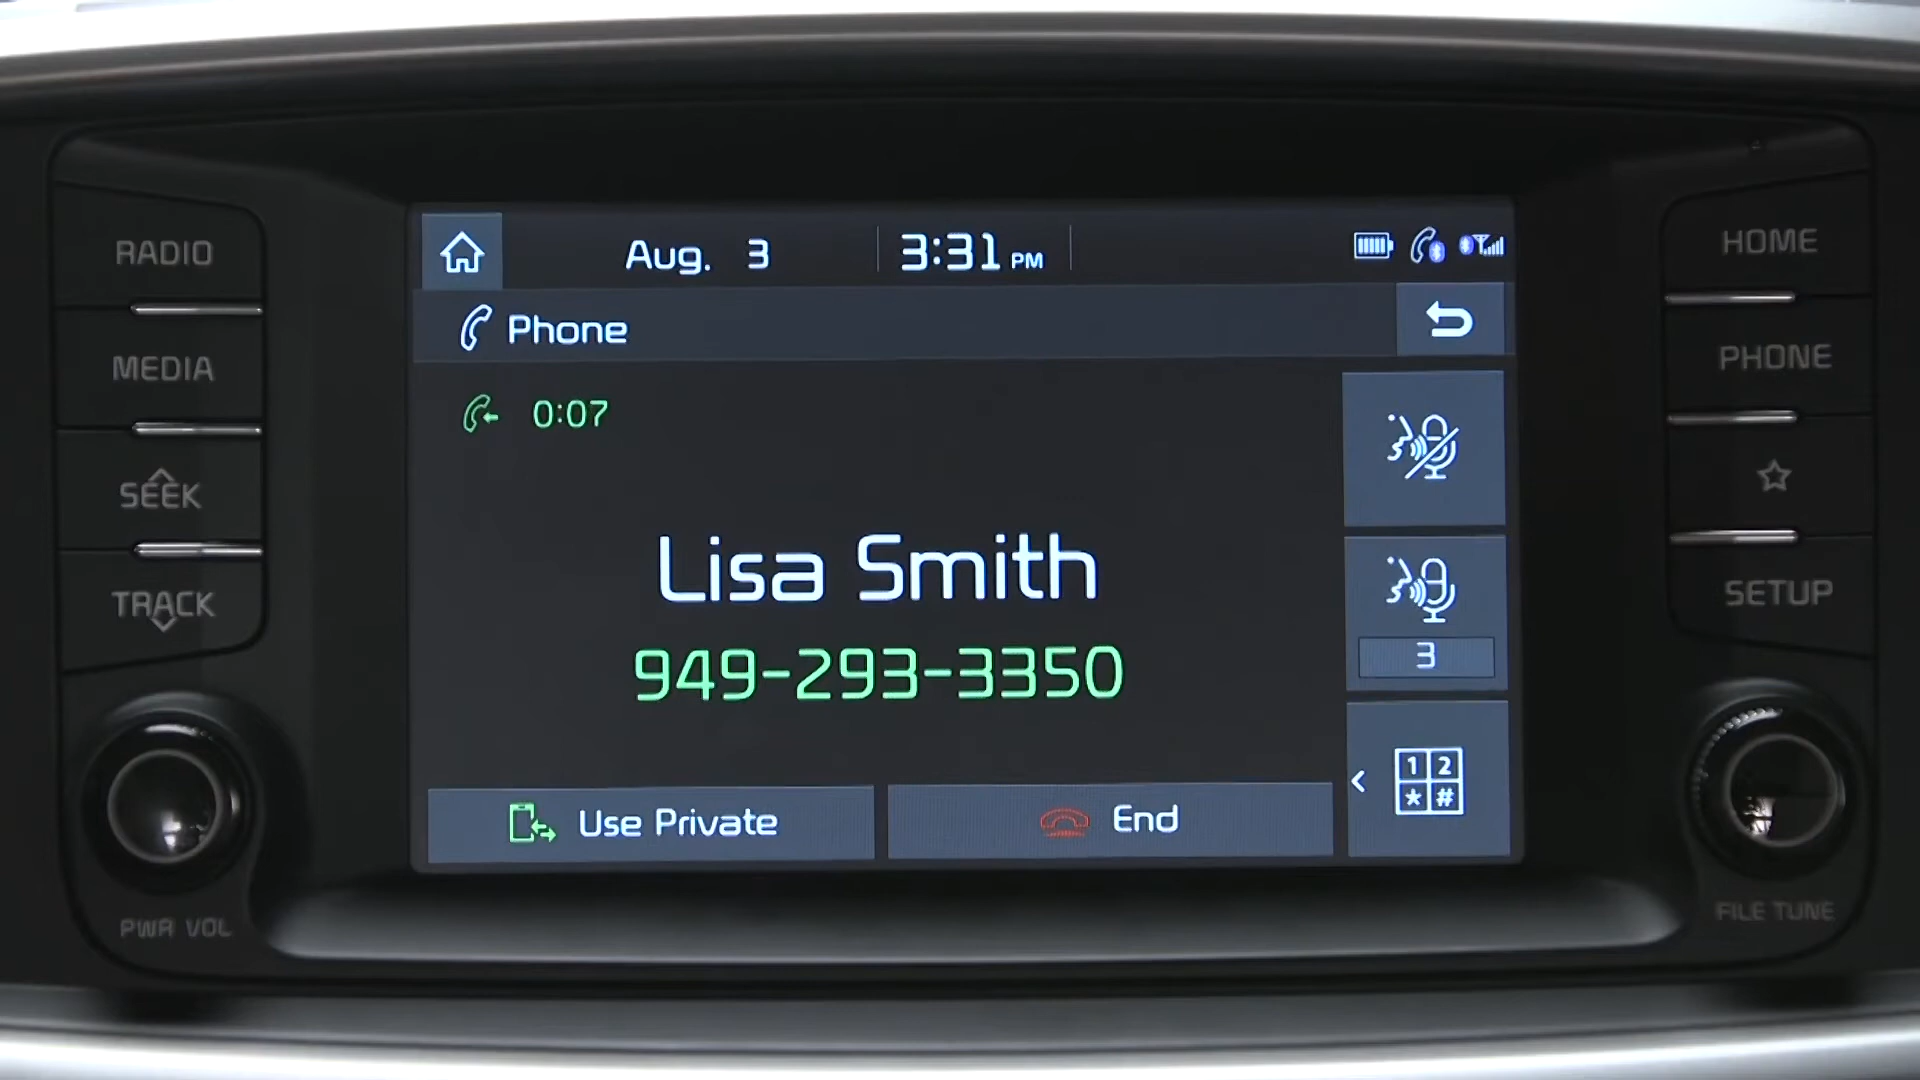 RADIO
MEDIA
SEEK
TRACK
PWR VOL
Aug. 3 3:31 PM
Phone
0:07
Lisa Smith
949-293-3350
Use Private
End
3
1 2
* #
HOME
PHONE
SETUP
FILE TUNE